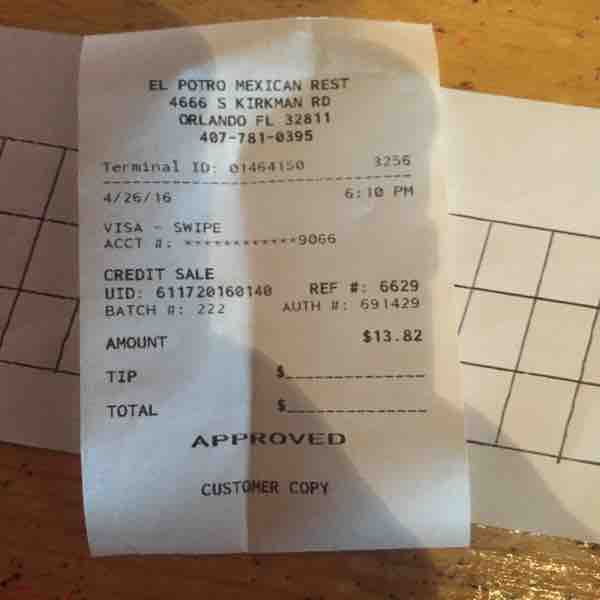 EL POTRO MEXICAN REST
4666 S KIRKMAN RD
ORLANDO FL 32811
407-781-0395
Terminal ID: 01464150 3256
4/26/16 6:10 PM
VISA - SWIPE
ACCT #: ************9066
CREDIT SALE
UID: 611720160140 REF #: 6629
BATCH #: 222 AUTH #: 691429
AMOUNT $13.82
TIP $
TOTAL $
APPROVED
CUSTOMER COPY